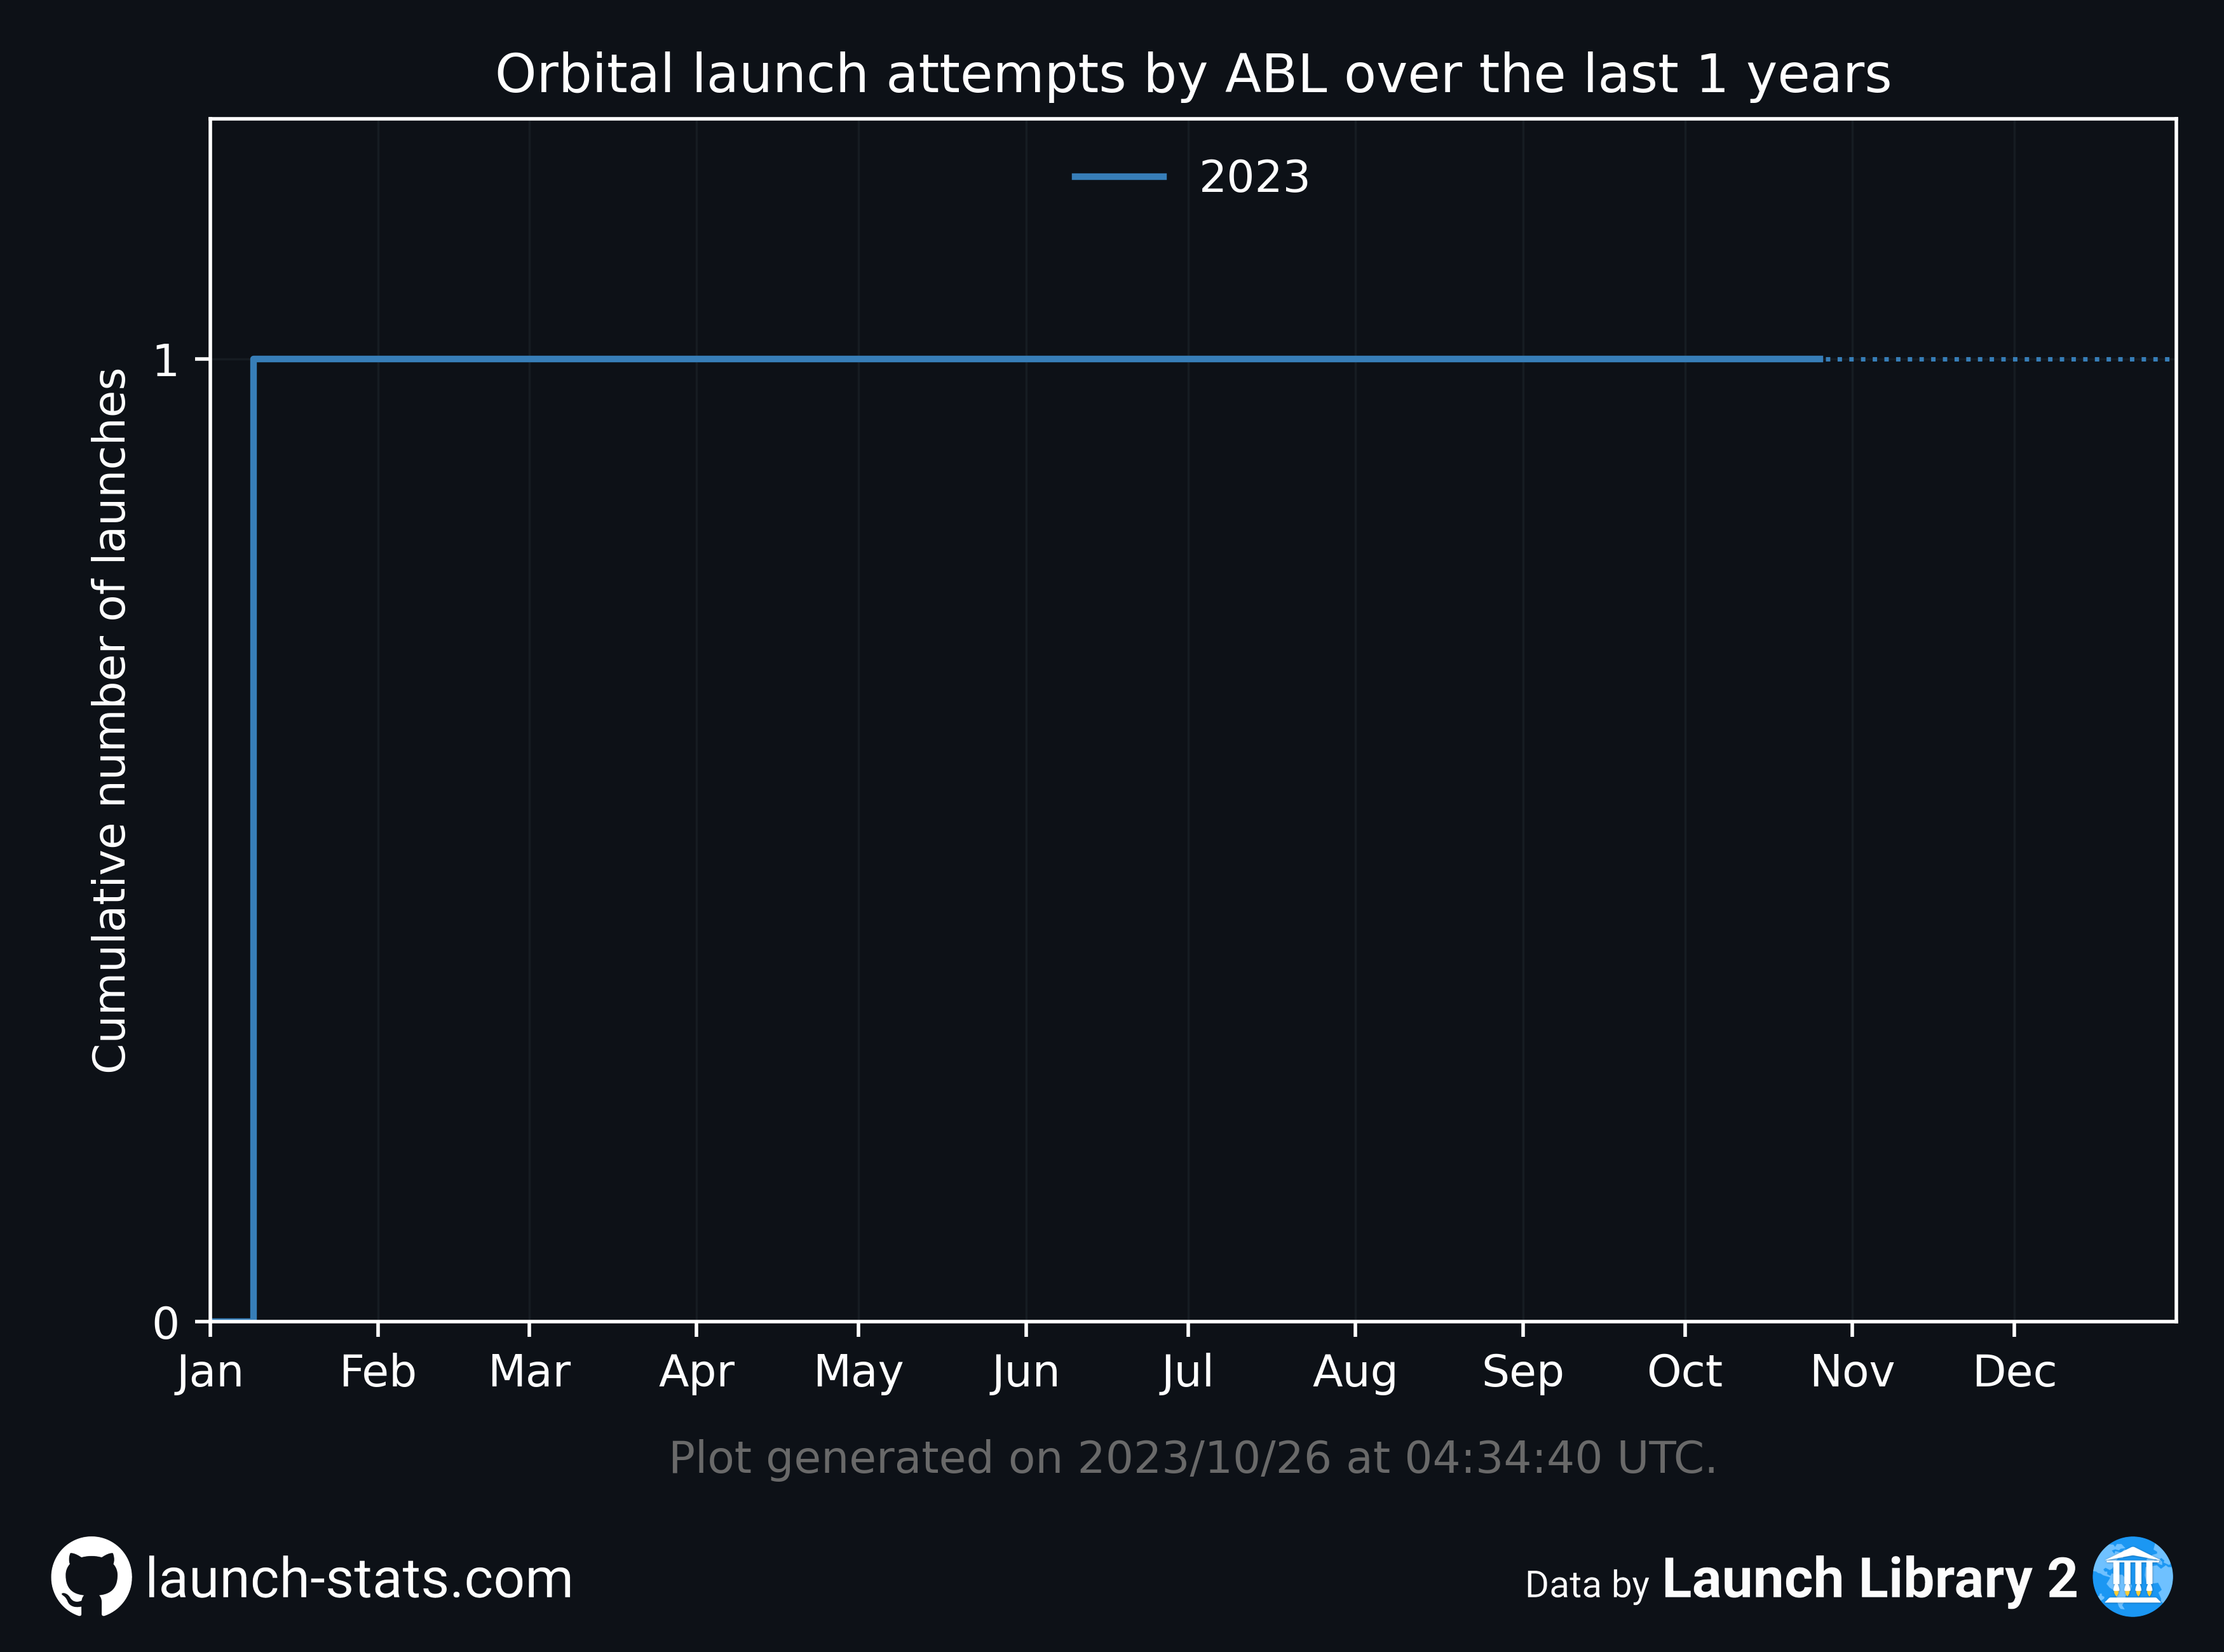 Orbital launch attempts by ABL over the last 1 years
2023
Cumulative number of launches
1
0
Jan Feb Mar Apr May Jun Jul Aug Sep Oct Nov Dec
Plot generated on 2023/10/26 at 04:34:40 UTC.
launch-stats.com
Data by Launch Library 2